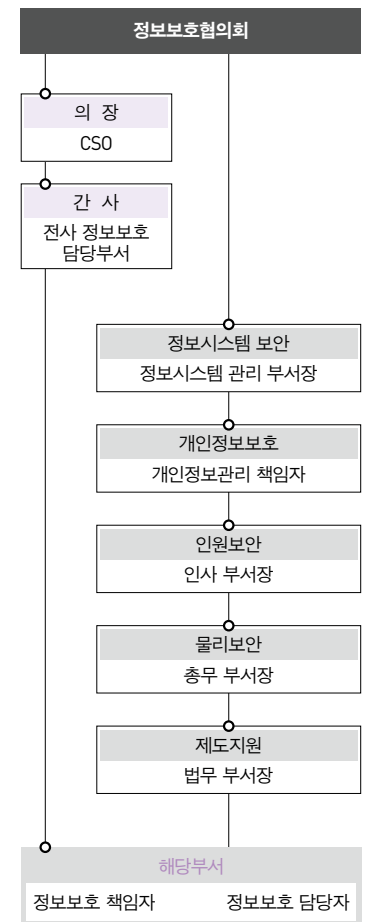 정보보호협의회
의 장
CSO
간 사
전사 정보보호
담당부서
정보시스템 보안
정보시스템 관리 부서장
개인정보보호
개인정보관리 책임자
인원보안
인사 부서장
물리보안
총무 부서장
제도지원
법무 부서장
해당부서
정보보호 책임자 정보보호 담당자